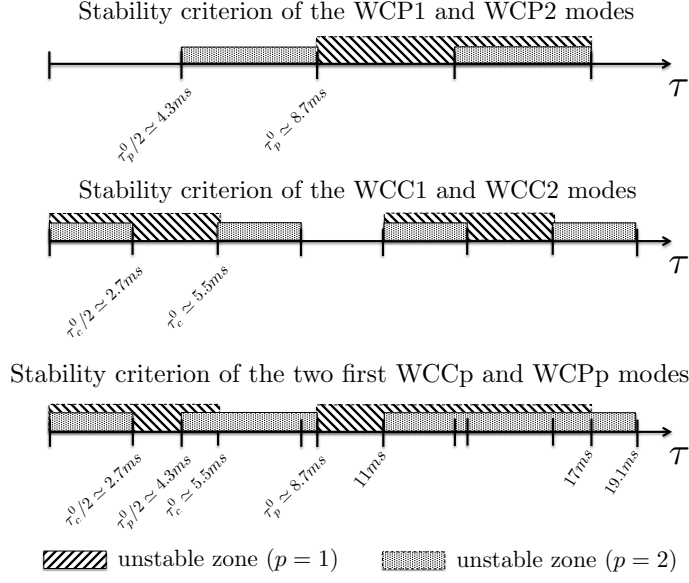 Stability criterion of the WCP1 and WCP2 modes
τ
τ_p^0/2 ≃ 4.3ms
τ_p^0 ≃ 8.7ms
Stability criterion of the WCC1 and WCC2 modes
τ
τ_c^0/2 ≃ 2.7ms
τ_c^0 ≃ 5.5ms
Stability criterion of the two first WCCp and WCPp modes
τ
τ_c^0/2 ≃ 2.7ms
τ_p^0/2 ≃ 4.3ms
τ_c^0 ≃ 5.5ms
τ_p^0 ≃ 8.7ms
11ms
17ms
19.1ms
unstable zone (p = 1)
unstable zone (p = 2)